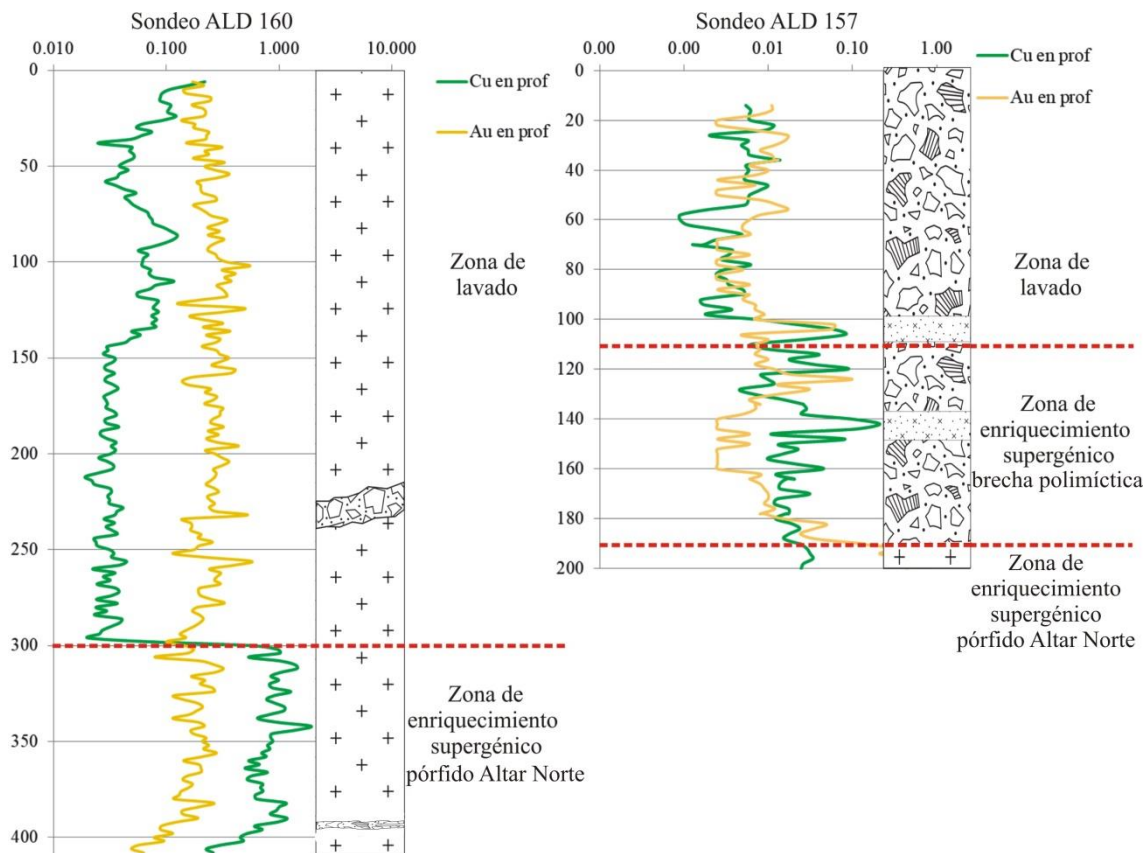 Sondeo ALD 160
0.010 0.100 1.000 10.000
0
50
100
150
200
250
300
350
400
Cu en prof
Au en prof
Zona de
lavado
Zona de
enriquecimiento
supergénico
pórfido Altar Norte
Sondeo ALD 157
0.00 0.00 0.01 0.10 1.00
20
40
60
80
100
120
140
160
180
200
Cu en prof
Au en prof
Zona de
lavado
Zona de
enriquecimiento
supergénico
brecha polimíctica
Zona de
enriquecimiento
supergénico
pórfido Altar Norte